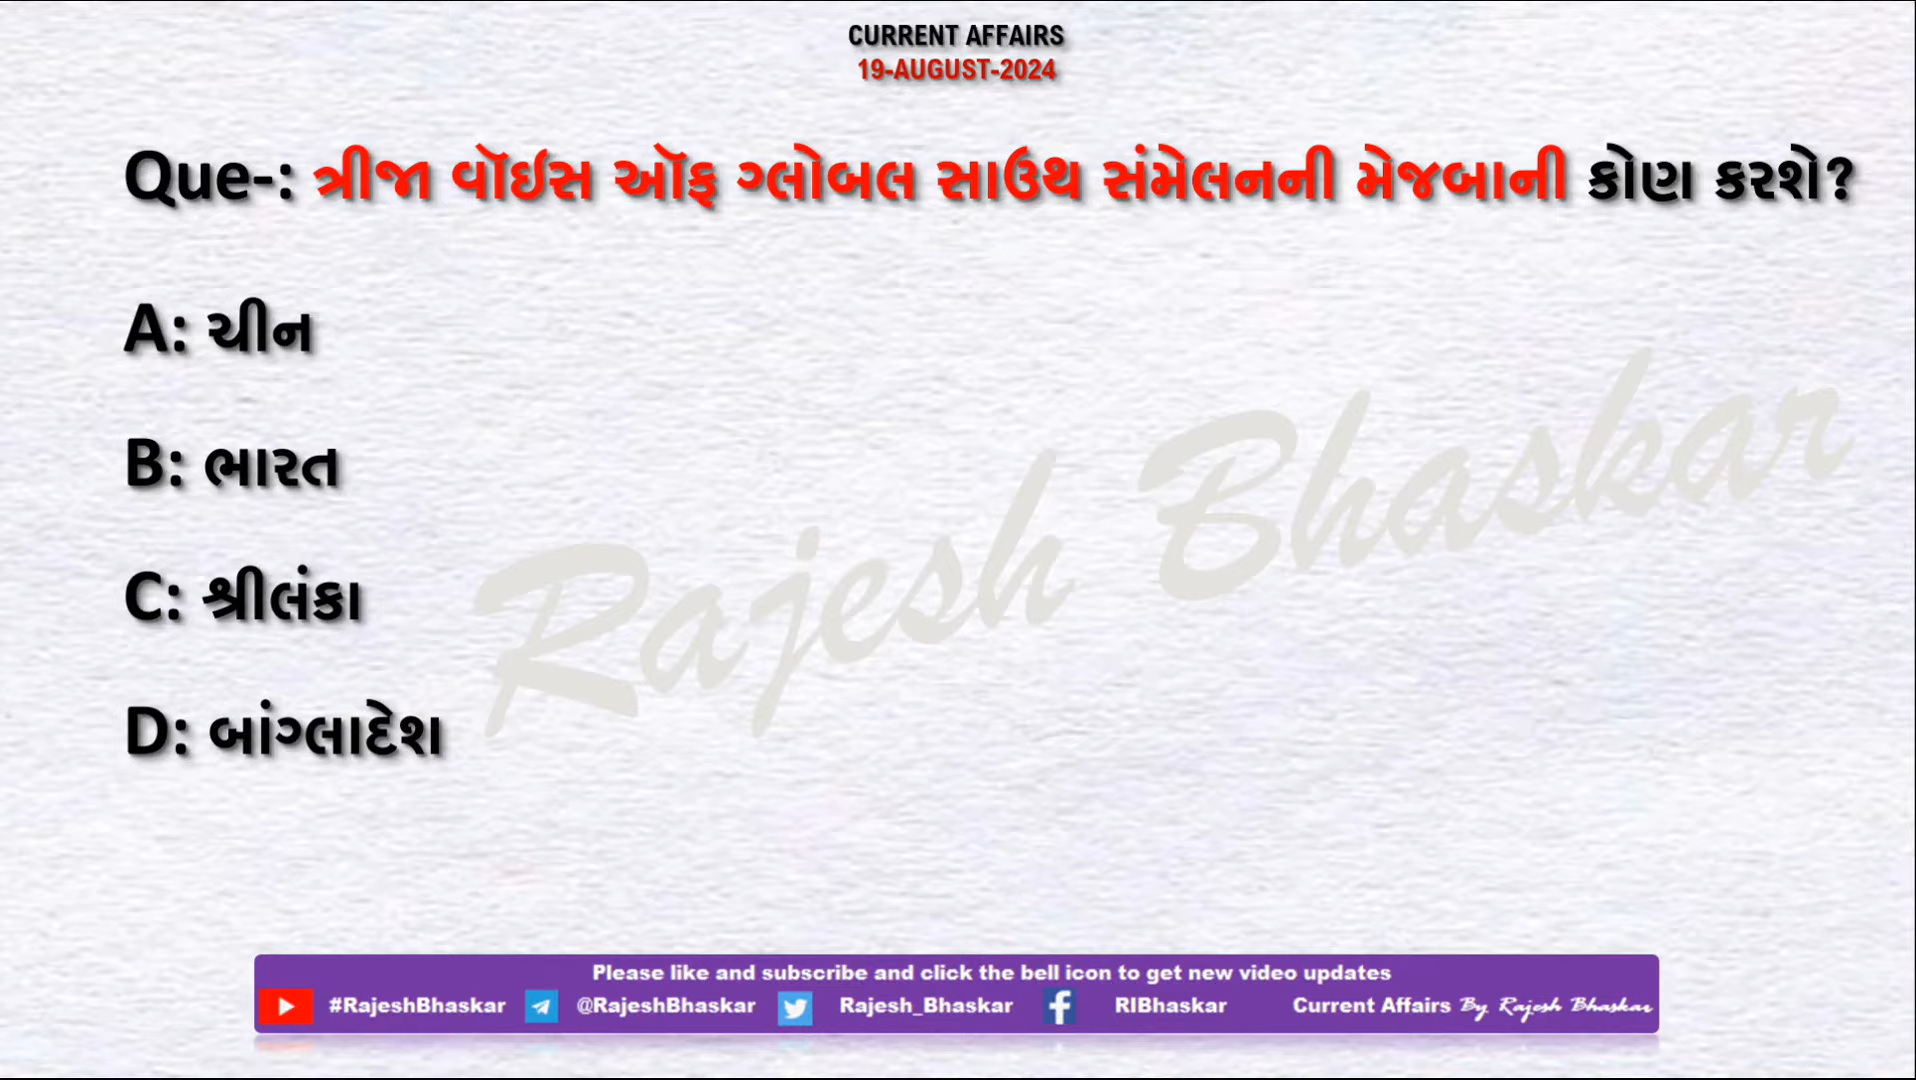 CURRENT AFFAIRS
19-AUGUST-2024
Que-: ત્રીજા વૉઇસ ઑફ ગ્લોબલ સાઉથ સંમેલનની મેજબાની કોણ કરશે?
A: ચીન
B: ભારત
C: શ્રીલંકા
D: બાંગ્લાદેશ
Rajesh Bhaskar
Please like and subscribe and click the bell icon to get new video updates
#RajeshBhaskar @RajeshBhaskar Rajesh_Bhaskar RIBhaskar Current Affairs By Rajesh Bhaskar